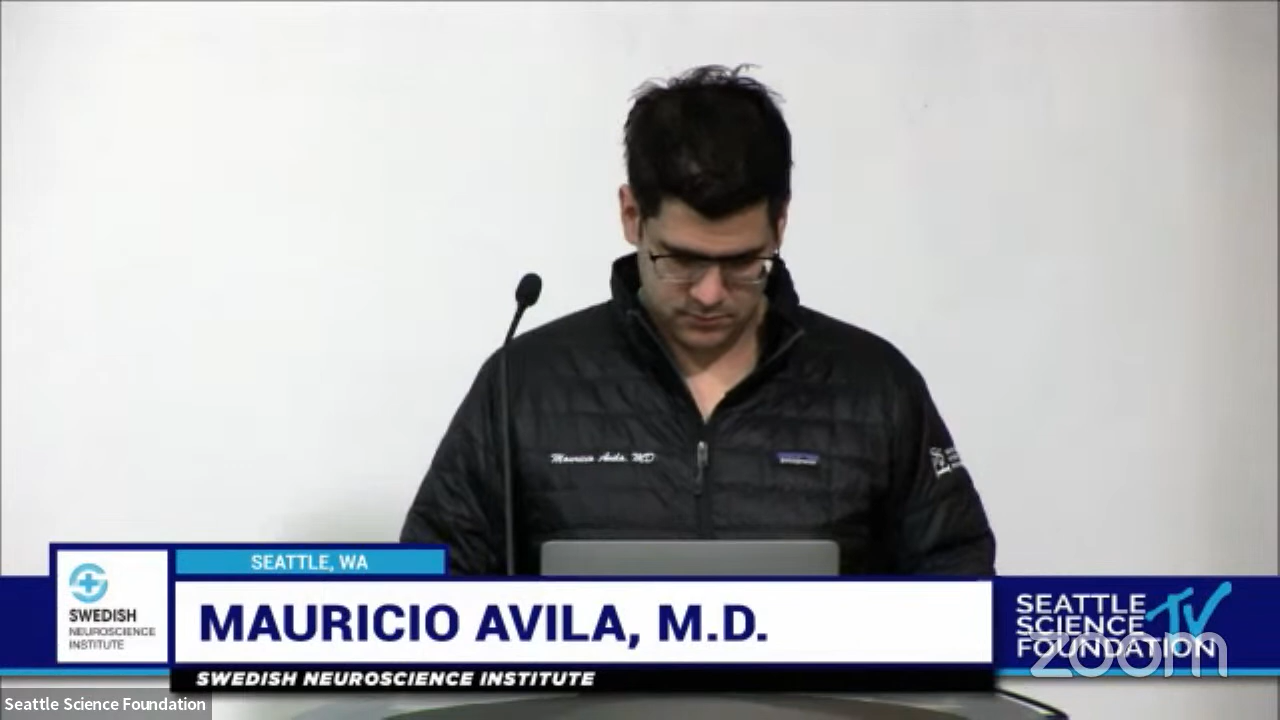 Mauricio Avila, MD
patagonia
SEATTLE, WA
SWEDISH
NEUROSCIENCE
INSTITUTE
MAURICIO AVILA, M.D.
SWEDISH NEUROSCIENCE INSTITUTE
SEATTLE
SCIENCE
FOUNDATION
TV
zoom
Seattle Science Foundation